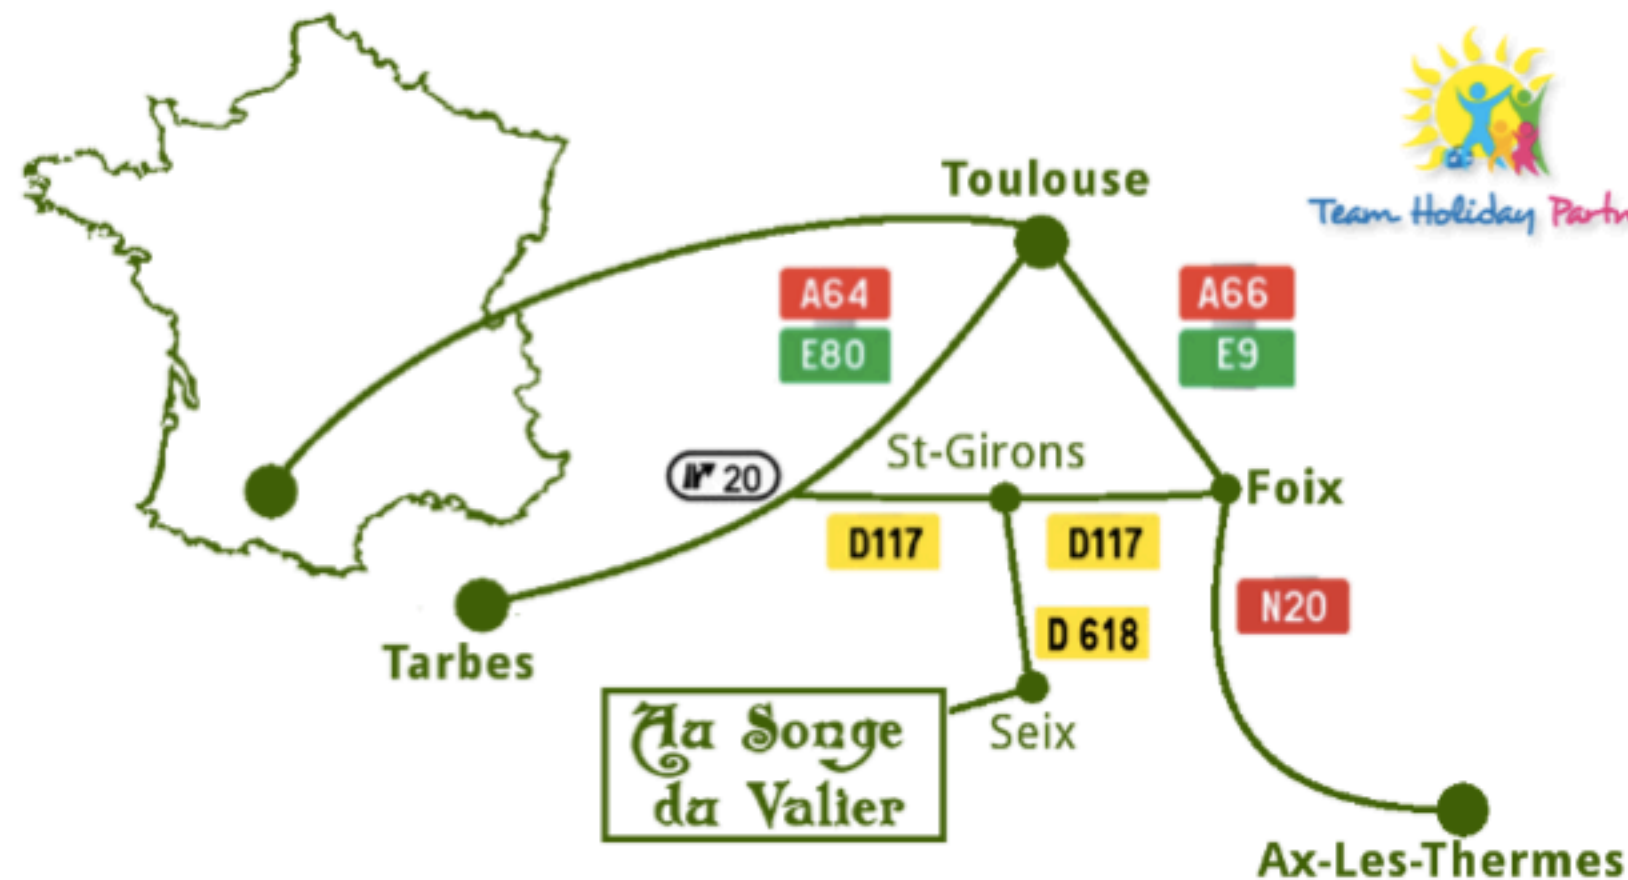 Toulouse
Team Holiday
A64
A66
E80
E9
St-Girons
20
Foix
D117
D117
N20
D 618
Tarbes
Au Songe
du Valier
Seix
Ax-Les-Thermes